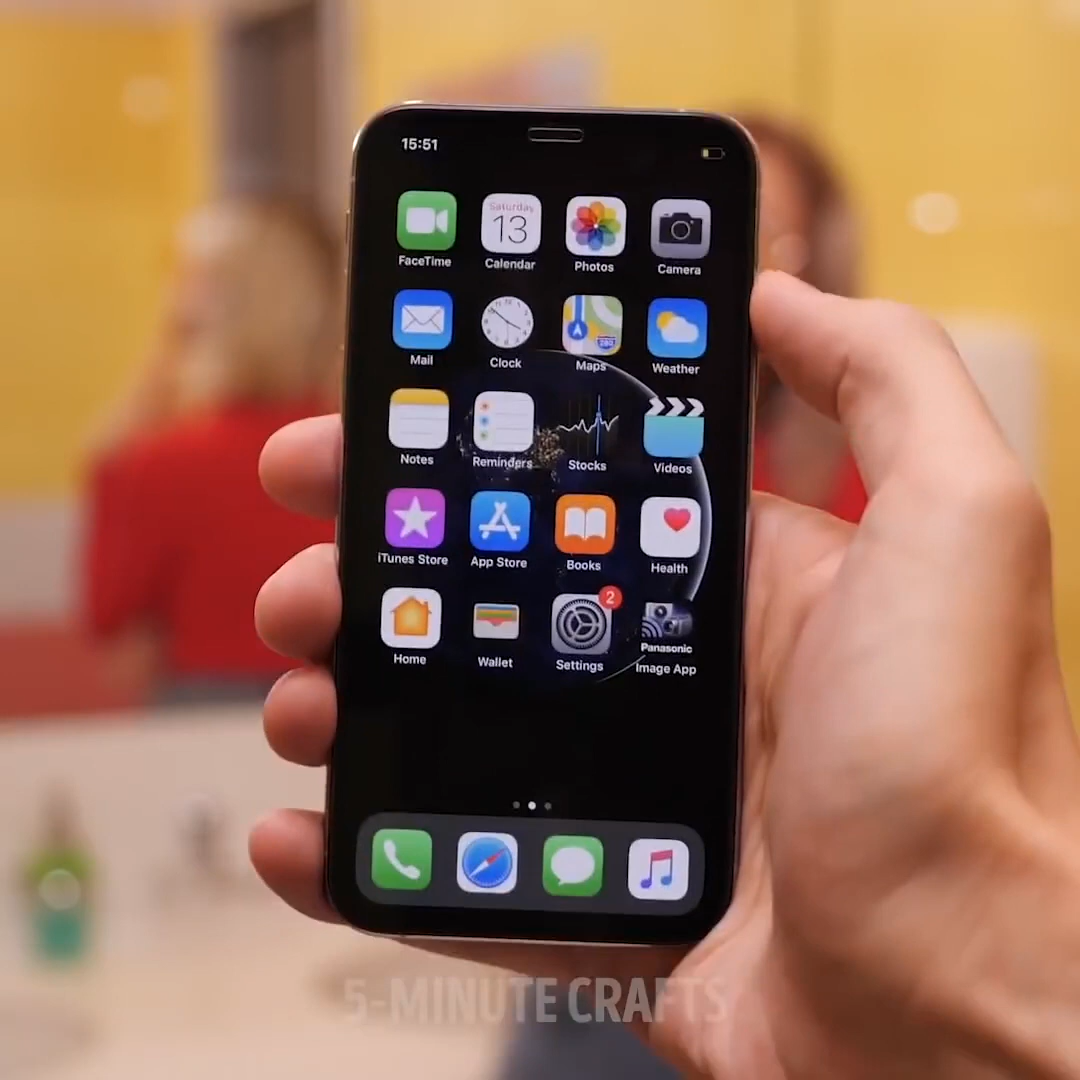 15:51
Saturday
13
FaceTime
Calendar
Photos
Camera
280
Mail
Clock
Maps
Weather
Notes
Reminders
Stocks
Videos
iTunes Store
App Store
Books
Health
2
Panasonic
Home
Wallet
Settings
Image App
5-MINUTE CRAFTS